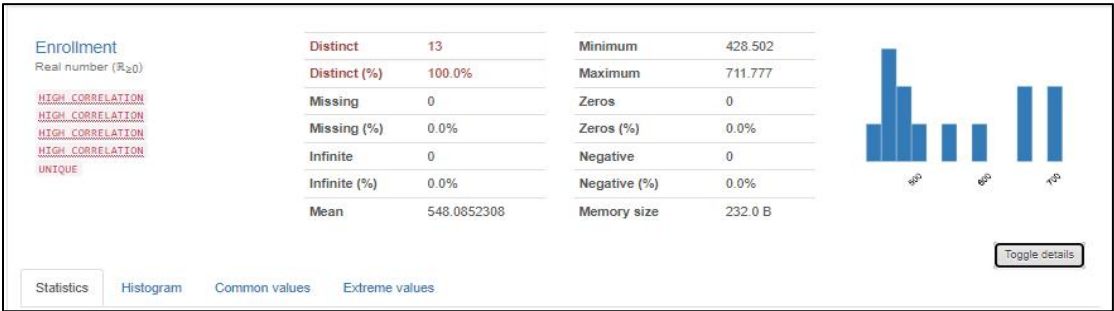 Enrollment
Real number (ℝ≥0)
HIGH CORRELATION
HIGH CORRELATION
HIGH CORRELATION
HIGH CORRELATION
UNIQUE
Distinct 13
Distinct (%) 100.0%
Missing 0
Missing (%) 0.0%
Infinite 0
Infinite (%) 0.0%
Mean 548.0852308
Minimum 428.502
Maximum 711.777
Zeros 0
Zeros (%) 0.0%
Negative 0
Negative (%) 0.0%
Memory size 232.0 B
500 600 700
Toggle details
Statistics Histogram Common values Extreme values